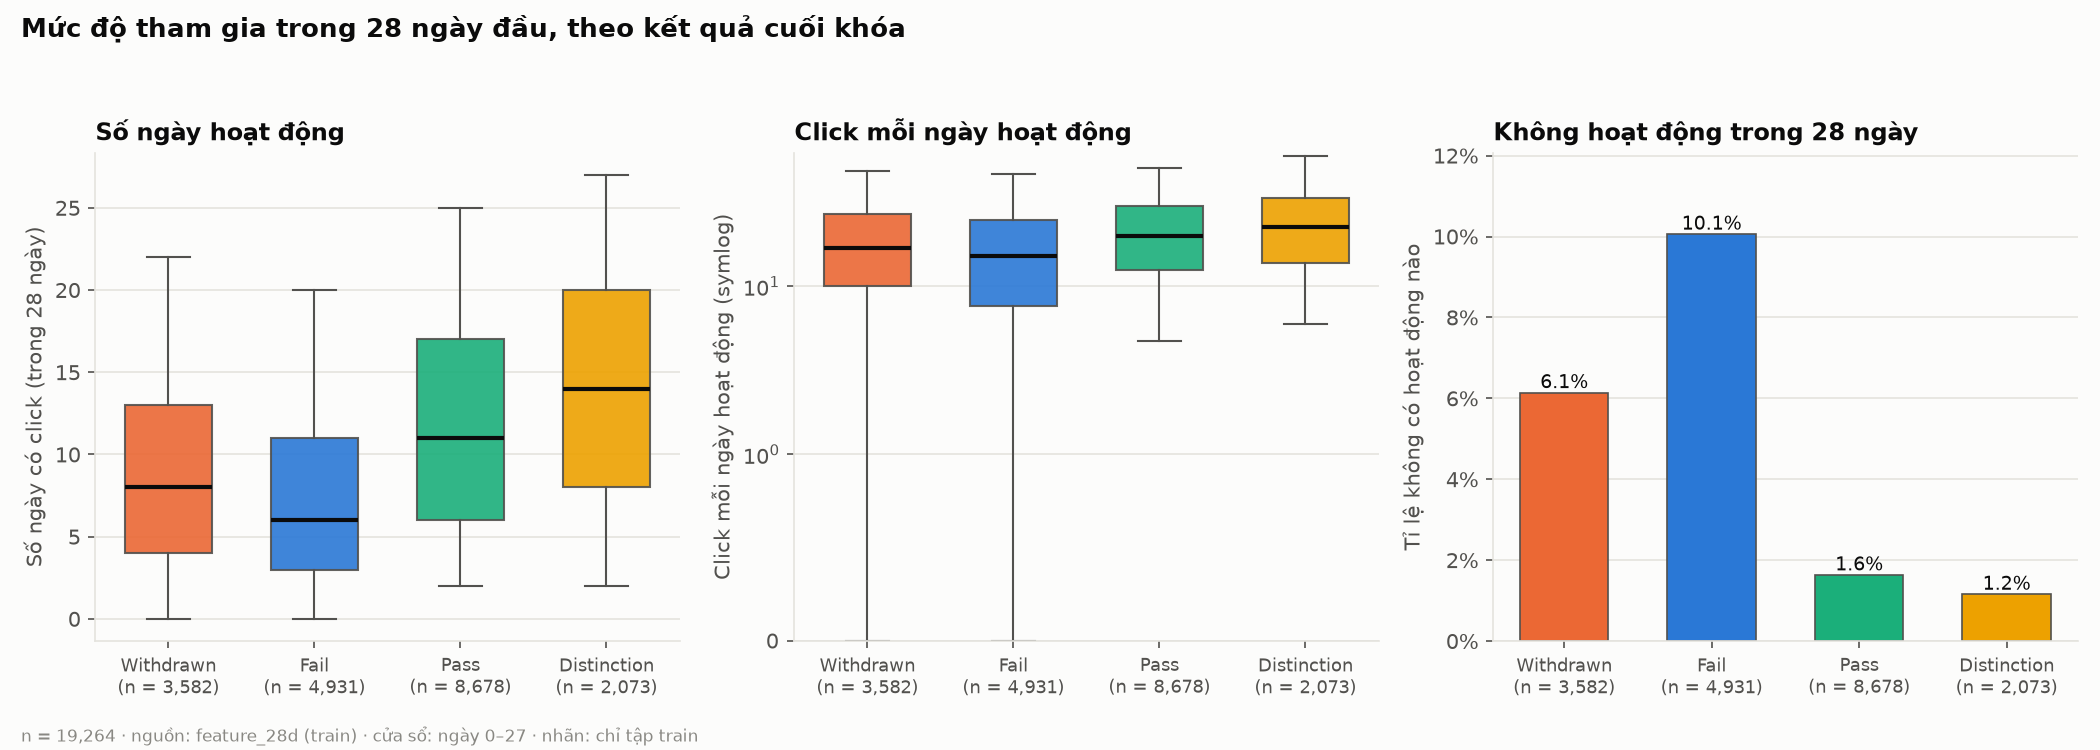 Mức độ tham gia trong 28 ngày đầu, theo kết quả cuối khóa
Số ngày hoạt động
Số ngày có click (trong 28 ngày)
25
20
15
10
5
0
Withdrawn
(n = 3,582)
Fail
(n = 4,931)
Pass
(n = 8,678)
Distinction
(n = 2,073)
Click mỗi ngày hoạt động
Click mỗi ngày hoạt động (symlog)
10¹
10⁰
0
Withdrawn
(n = 3,582)
Fail
(n = 4,931)
Pass
(n = 8,678)
Distinction
(n = 2,073)
Không hoạt động trong 28 ngày
Tỉ lệ không có hoạt động nào
12%
10%
8%
6%
4%
2%
0%
6.1%
10.1%
1.6%
1.2%
Withdrawn
(n = 3,582)
Fail
(n = 4,931)
Pass
(n = 8,678)
Distinction
(n = 2,073)
n = 19,264 · nguồn: feature_28d (train) · cửa sổ: ngày 0–27 · nhãn: chỉ tập train